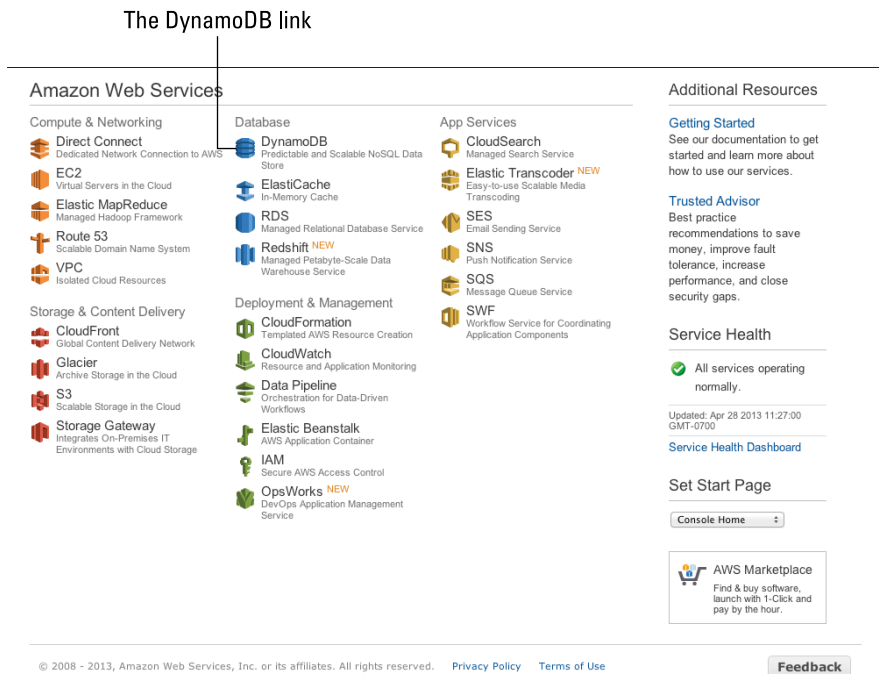 The DynamoDB link
Amazon Web Services
Compute & Networking
Direct Connect
Dedicated Network Connection to AWS
EC2
Virtual Servers in the Cloud
Elastic MapReduce
Managed Hadoop Framework
Route 53
Scalable Domain Name System
VPC
Isolated Cloud Resources
Storage & Content Delivery
CloudFront
Global Content Delivery Network
Glacier
Archive Storage in the Cloud
S3
Scalable Storage in the Cloud
Storage Gateway
Integrates On-Premises IT
Environments with Cloud Storage
Database
DynamoDB
Predictable and Scalable NoSQL Data
Store
ElastiCache
In-Memory Cache
RDS
Managed Relational Database Service
Redshift NEW
Managed Petabyte-Scale Data
Warehouse Service
Deployment & Management
CloudFormation
Templated AWS Resource Creation
CloudWatch
Resource and Application Monitoring
Data Pipeline
Orchestration for Data-Driven
Workflows
Elastic Beanstalk
AWS Application Container
IAM
Secure AWS Access Control
OpsWorks NEW
DevOps Application Management
Service
App Services
CloudSearch
Managed Search Service
Elastic Transcoder NEW
Easy-to-use Scalable Media
Transcoding
SES
Email Sending Service
SNS
Push Notification Service
SQS
Message Queue Service
SWF
Workflow Service for Coordinating
Application Components
Additional Resources
Getting Started
See our documentation to get
started and learn more about
how to use our services.
Trusted Advisor
Best practice
recommendations to save
money, improve fault
tolerance, increase
performance, and close
security gaps.
Service Health
All services operating
normally.
Updated: Apr 28 2013 11:27:00
GMT-0700
Service Health Dashboard
Set Start Page
Console Home
AWS Marketplace
Find & buy software,
launch with 1-Click and
pay by the hour.
© 2008 - 2013, Amazon Web Services, Inc. or its affiliates. All rights reserved. Privacy Policy Terms of Use
Feedback